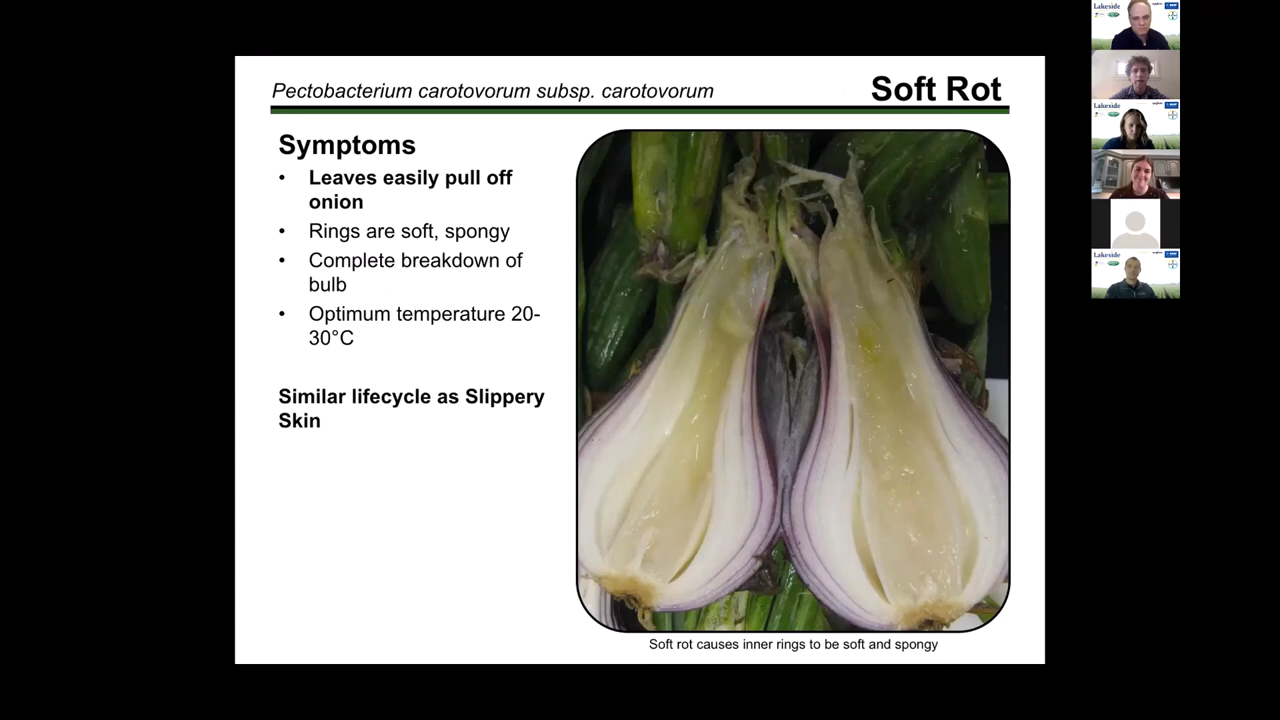 Pectobacterium carotovorum subsp. carotovorum
Soft Rot
Symptoms
• Leaves easily pull off
onion
• Rings are soft, spongy
• Complete breakdown of
bulb
• Optimum temperature 20-
30°C
Similar lifecycle as Slippery
Skin
Soft rot causes inner rings to be soft and spongy
Lakeside
Lakeside
Lakeside